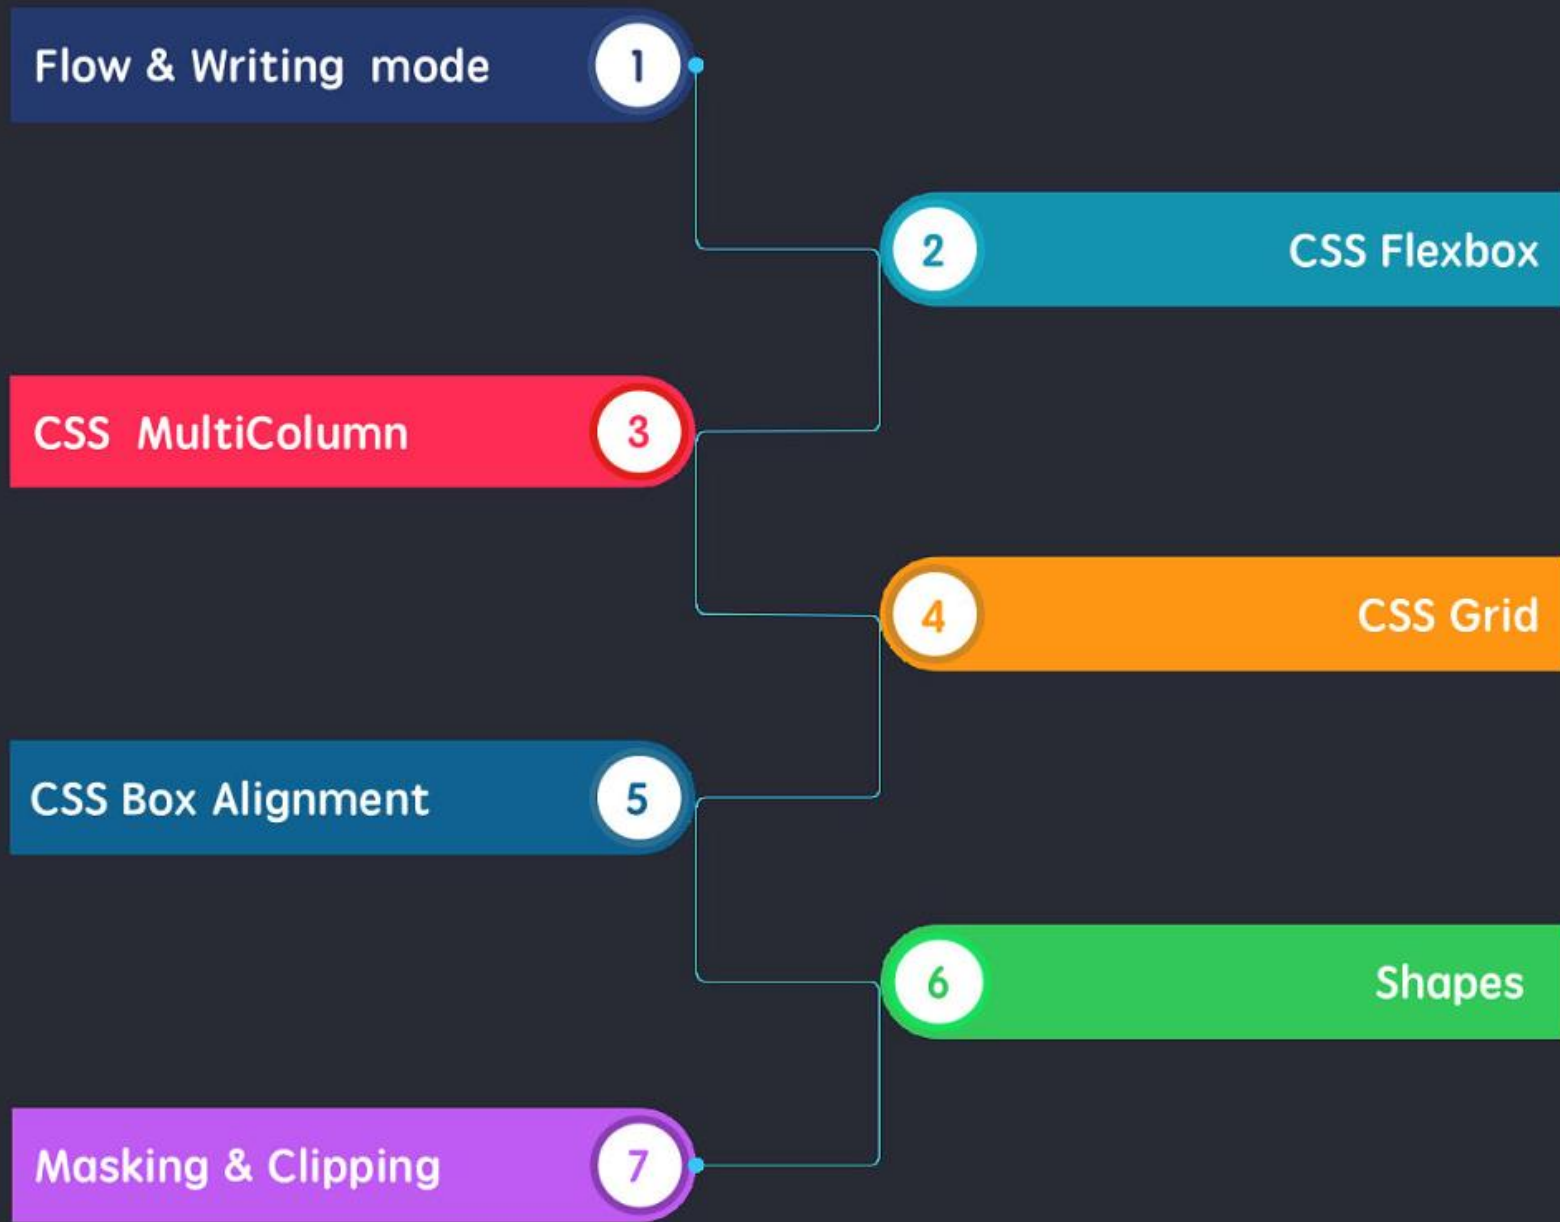 Flow & Writing mode 1
2 CSS Flexbox
CSS MultiColumn 3
4 CSS Grid
CSS Box Alignment 5
6 Shapes
Masking & Clipping 7